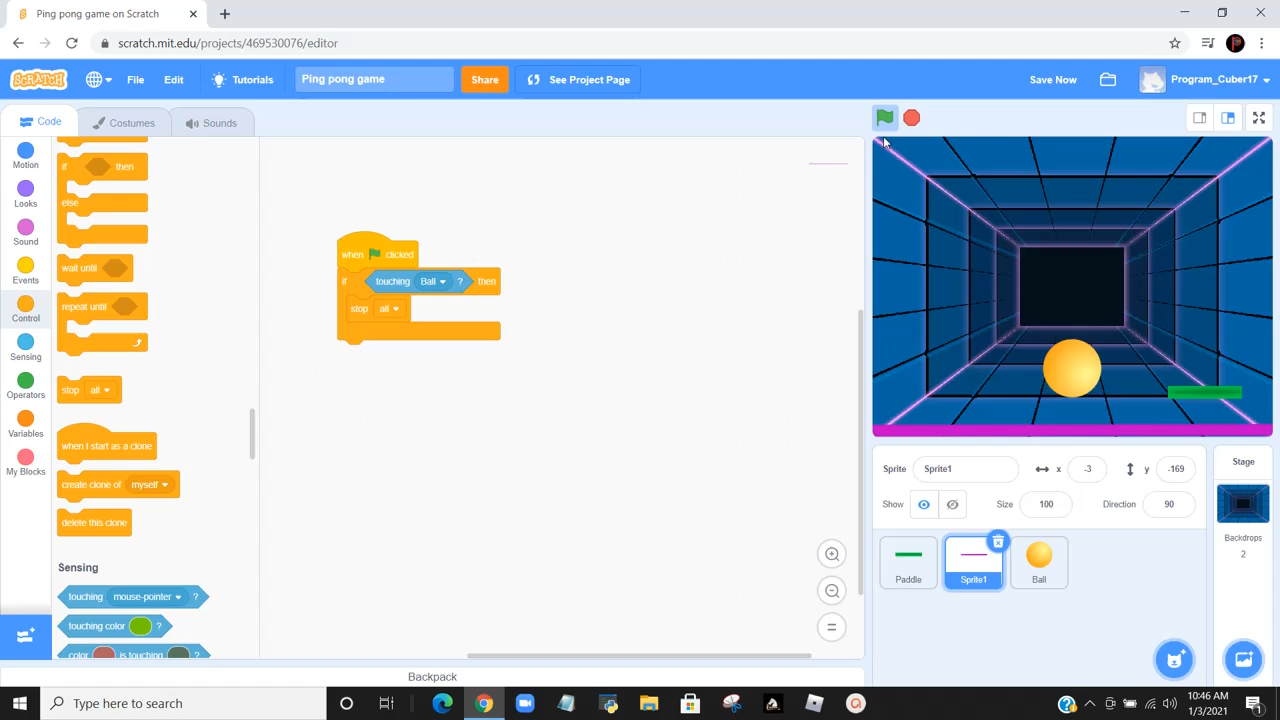 Ping pong game on Scratch
scratch.mit.edu/projects/469530076/editor
SCRATCH
File
Edit
Tutorials
Ping pong game
Share
See Project Page
Save Now
Program_Cuber17
Code
Costumes
Sounds
Motion
Looks
Sound
Events
Control
Sensing
Operators
Variables
My Blocks
if then
else
wait until
repeat until
stop all
when I start as a clone
create clone of myself
delete this clone
Sensing
touching mouse-pointer ?
touching color ?
color is touching ?
when clicked
if touching Ball ? then
stop all
Backpack
Sprite Sprite1 x -3 y -169
Show Size 100 Direction 90
Paddle
Sprite1
Ball
Stage
Backdrops
2
Type here to search
10:46 AM
1/3/2021